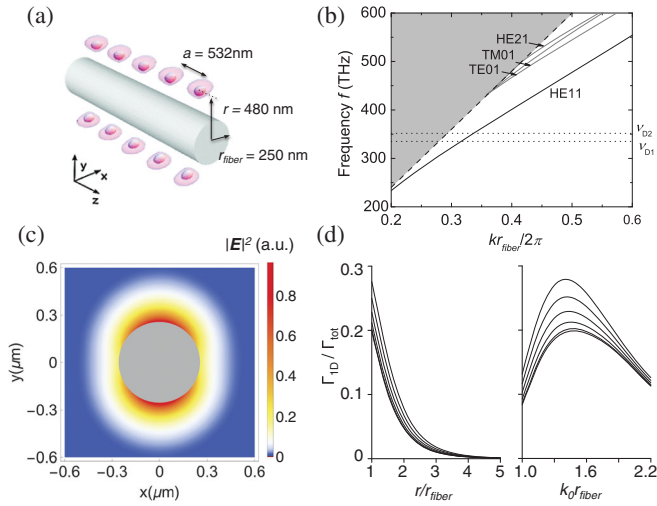 (a)
a = 532nm
r = 480 nm
r_fiber = 250 nm
y
x
z
(b)
Frequency f (THz)
600
500
400
300
200
HE21
TM01
TE01
HE11
ν_D2
ν_D1
0.2 0.3 0.4 0.5 0.6
kr_fiber/2π
(c)
|E|² (a.u.)
y(μm)
0.6
0.3
0
−0.3
−0.6
−0.6 −0.3 0 0.3 0.6
x(μm)
1
0.8
0.6
0.4
0.2
0
(d)
Γ_1D / Γ_tot
0.3
0.2
0.1
0
1 2 3 4 5
r/r_fiber
1.0 1.6 2.2
k_0r_fiber